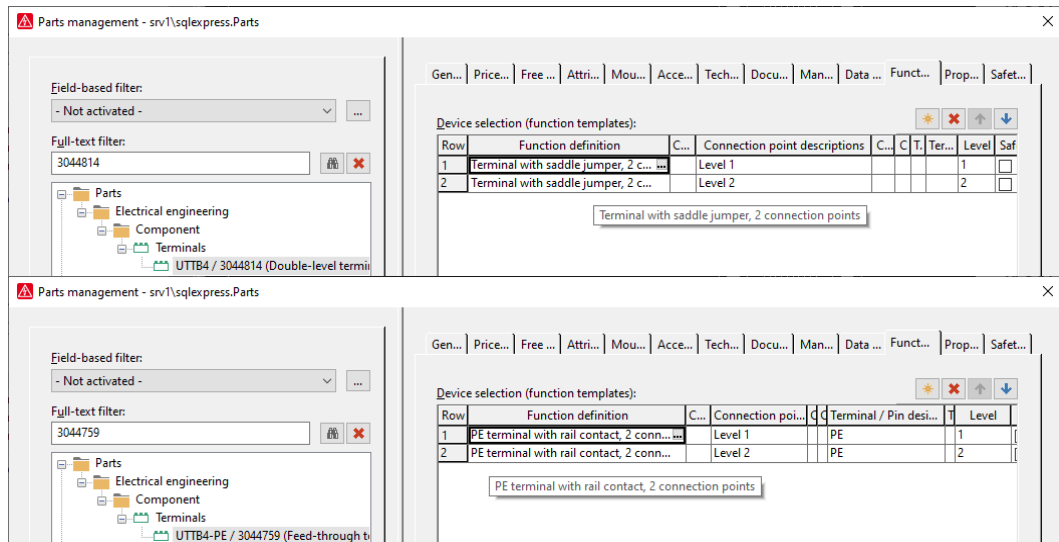 Parts management - srv1\sqlexpress.Parts
Gen... Price... Free ... Attri... Mou... Acce... Tech... Docu... Man... Data ... Funct... Prop... Safet...
Field-based filter:
- Not activated -
...
Device selection (function templates):
Full-text filter:
3044814
Row Function definition C... Connection point descriptions C... C T. Ter... Level Saf
1 Terminal with saddle jumper, 2 c... ... Level 1 1
2 Terminal with saddle jumper, 2 c... Level 2 2
Terminal with saddle jumper, 2 connection points
Parts
Electrical engineering
Component
Terminals
UTTB4 / 3044814 (Double-level termi
Parts management - srv1\sqlexpress.Parts
Gen... Price... Free ... Attri... Mou... Acce... Tech... Docu... Man... Data ... Funct... Prop... Safet...
Field-based filter:
- Not activated -
...
Device selection (function templates):
Full-text filter:
3044759
Row Function definition C... Connection poi... C C Terminal / Pin desi... T Level
1 PE terminal with rail contact, 2 conn... ... Level 1 PE 1
2 PE terminal with rail contact, 2 conn... Level 2 PE 2
PE terminal with rail contact, 2 connection points
Parts
Electrical engineering
Component
Terminals
UTTB4-PE / 3044759 (Feed-through t